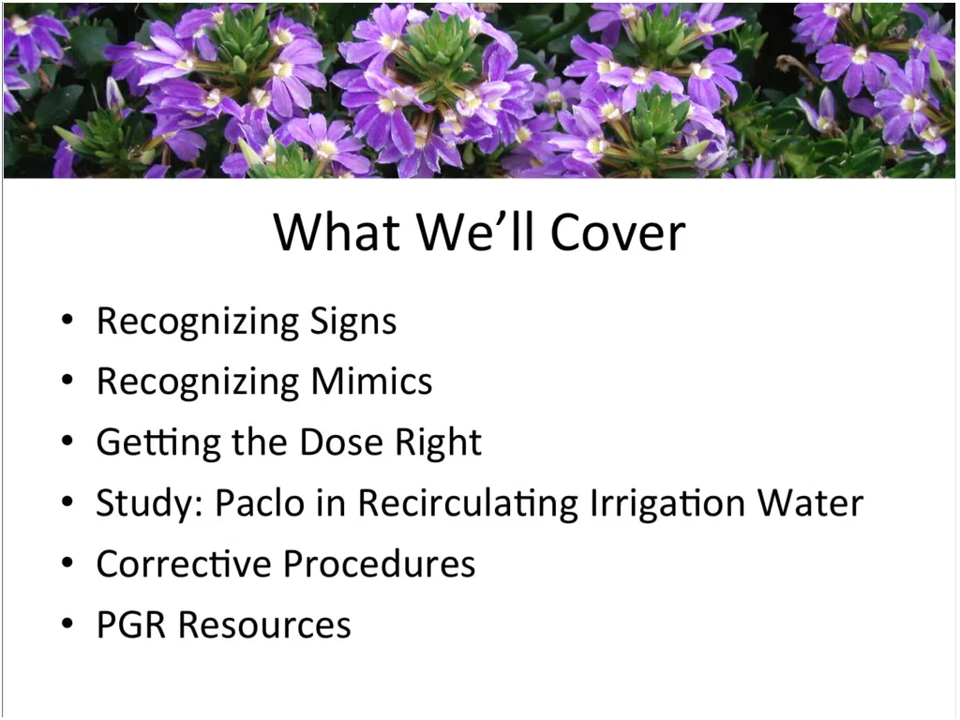 What We’ll Cover
• Recognizing Signs
• Recognizing Mimics
• Getting the Dose Right
• Study: Paclo in Recirculating Irrigation Water
• Corrective Procedures
• PGR Resources